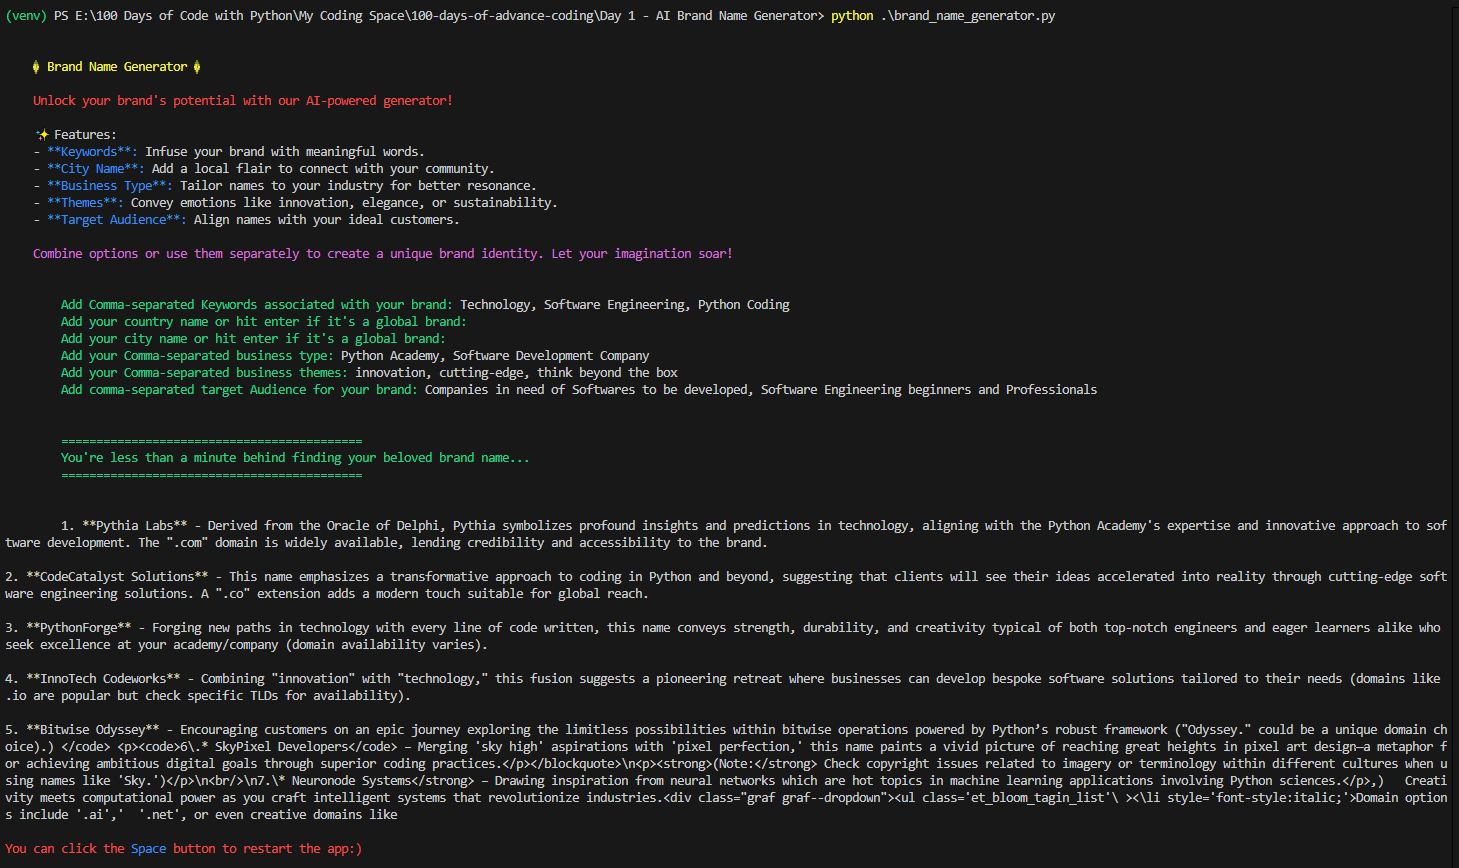 (venv) PS E:\100 Days of Code with Python\My Coding Space\100-days-of-advance-coding\Day 1 - AI Brand Name Generator> python .\brand_name_generator.py
Brand Name Generator
Unlock your brand's potential with our AI-powered generator!
✨ Features:
- **Keywords**: Infuse your brand with meaningful words.
- **City Name**: Add a local flair to connect with your community.
- **Business Type**: Tailor names to your industry for better resonance.
- **Themes**: Convey emotions like innovation, elegance, or sustainability.
- **Target Audience**: Align names with your ideal customers.
Combine options or use them separately to create a unique brand identity. Let your imagination soar!
Add Comma-separated Keywords associated with your brand: Technology, Software Engineering, Python Coding
Add your country name or hit enter if it's a global brand:
Add your city name or hit enter if it's a global brand:
Add your Comma-separated business type: Python Academy, Software Development Company
Add your Comma-separated business themes: innovation, cutting-edge, think beyond the box
Add comma-separated target Audience for your brand: Companies in need of Softwares to be developed, Software Engineering beginners and Professionals
===========================================
You're less than a minute behind finding your beloved brand name...
===========================================
1. **Pythia Labs** - Derived from the Oracle of Delphi, Pythia symbolizes profound insights and predictions in technology, aligning with the Python Academy's expertise and innovative approach to sof
tware development. The ".com" domain is widely available, lending credibility and accessibility to the brand.
2. **CodeCatalyst Solutions** - This name emphasizes a transformative approach to coding in Python and beyond, suggesting that clients will see their ideas accelerated into reality through cutting-edge soft
ware engineering solutions. A ".co" extension adds a modern touch suitable for global reach.
3. **PythonForge** - Forging new paths in technology with every line of code written, this name conveys strength, durability, and creativity typical of both top-notch engineers and eager learners alike who
seek excellence at your academy/company (domain availability varies).
4. **InnoTech Codeworks** - Combining "innovation" with "technology," this fusion suggests a pioneering retreat where businesses can develop bespoke software solutions tailored to their needs (domains like
.io are popular but check specific TLDs for availability).
5. **Bitwise Odyssey** - Encouraging customers on an epic journey exploring the limitless possibilities within bitwise operations powered by Python’s robust framework ("Odyssey." could be a unique domain ch
oice).) </code> <p><code>6\.* SkyPixel Developers</code> – Merging 'sky high' aspirations with 'pixel perfection,' this name paints a vivid picture of reaching great heights in pixel art design—a metaphor f
or achieving ambitious digital goals through superior coding practices.</p></blockquote>\n<p><strong>(Note:</strong> Check copyright issues related to imagery or terminology within different cultures when u
sing names like 'Sky.')</p>\n<br/>\n7.\* Neuronode Systems</strong> – Drawing inspiration from neural networks which are hot topics in machine learning applications involving Python sciences.</p>,)   Creati
vity meets computational power as you craft intelligent systems that revolutionize industries.<div class="graf graf--dropdown"><ul class='et_bloom_tagin_list'\ ><\li style='font-style:italic;'>Domain option
s include '.ai','  '.net', or even creative domains like
You can click the Space button to restart the app:)